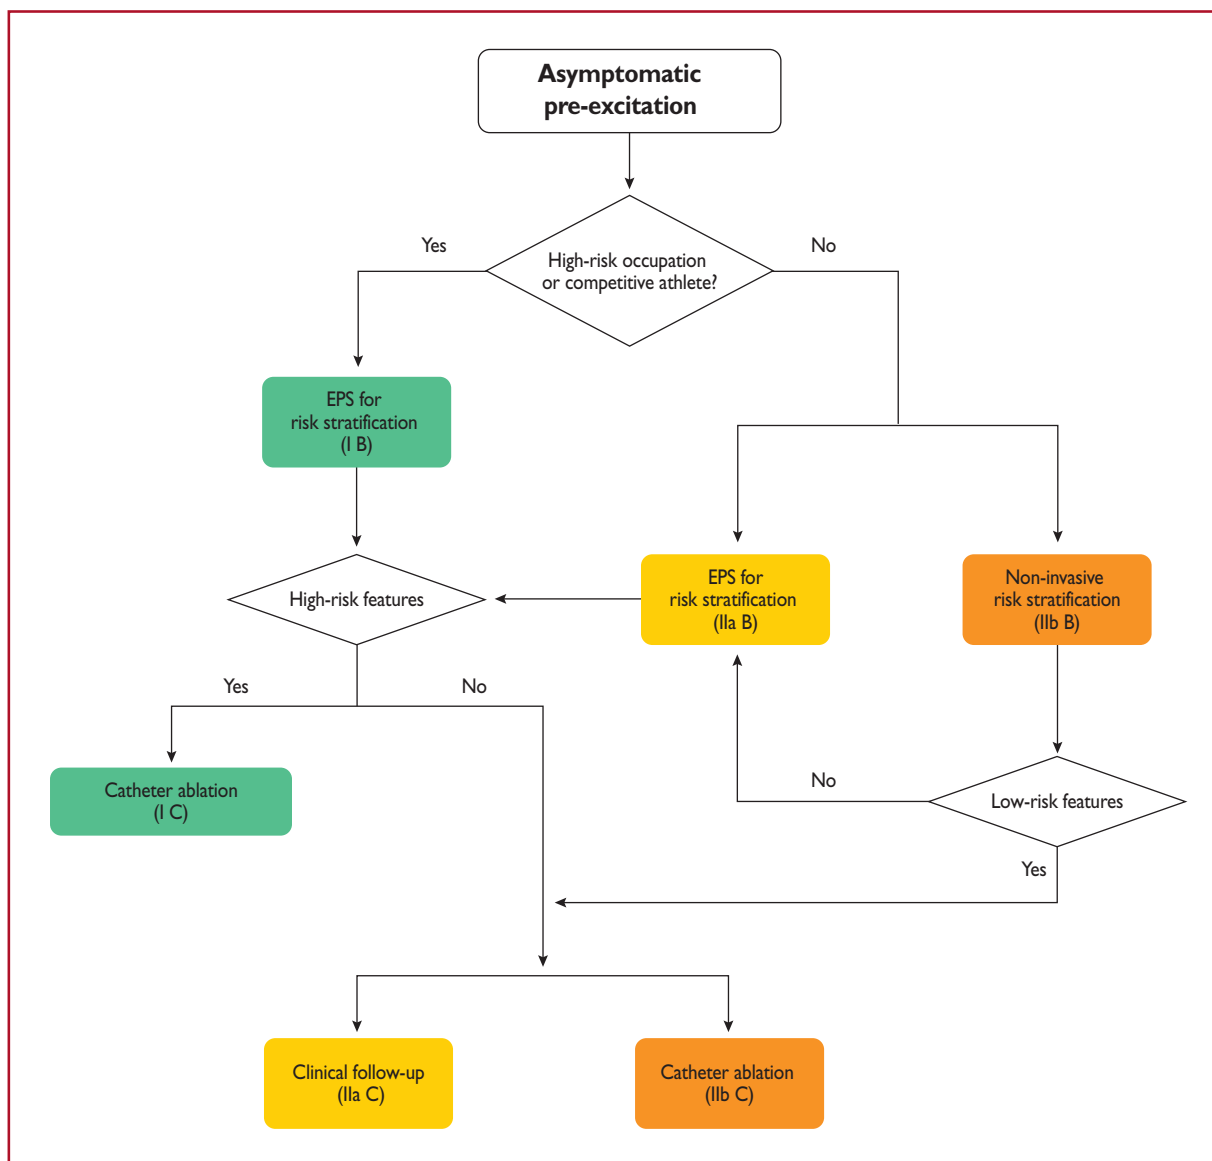 Asymptomatic
pre-excitation
Yes
No
High-risk occupation
or competitive athlete?
EPS for
risk stratification
(I B)
High-risk features
EPS for
risk stratification
(IIa B)
Non-invasive
risk stratification
(IIb B)
Yes
No
Catheter ablation
(I C)
No
Low-risk features
Yes
Clinical follow-up
(IIa C)
Catheter ablation
(IIb C)